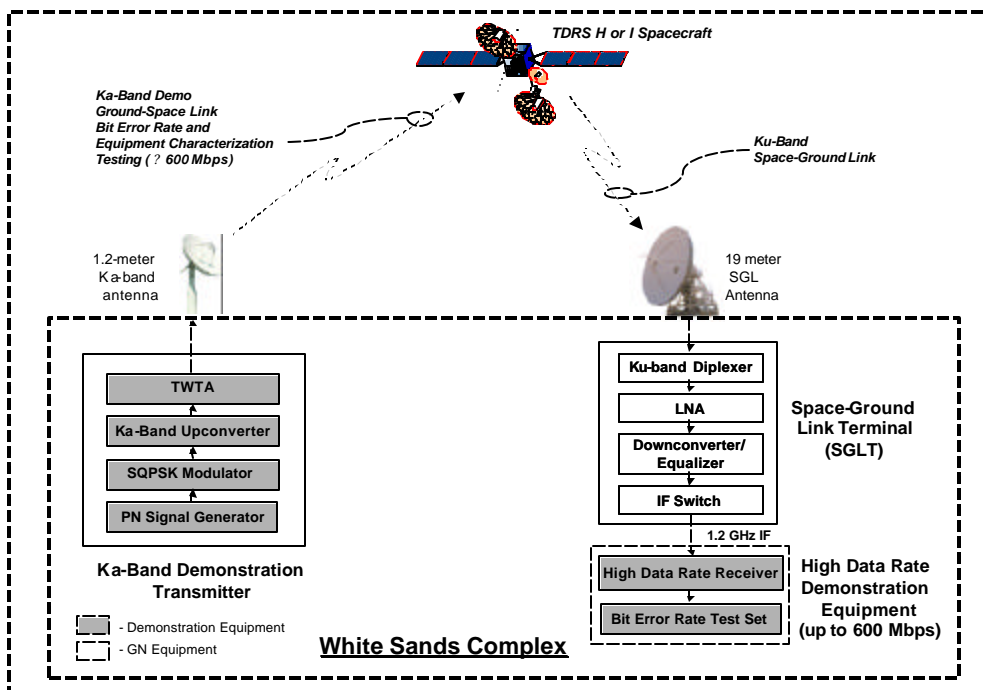 TDRS H or I Spacecraft
Ka-Band Demo
Ground-Space Link
Bit Error Rate and
Equipment Characterization
Testing (? 600 Mbps)
Ku-Band
Space-Ground Link
1.2-meter
Ka-band
antenna
19 meter
SGL
Antenna
TWTA
Ka-Band Upconverter
SQPSK Modulator
PN Signal Generator
Ka-Band Demonstration
Transmitter
Ku-band Diplexer
LNA
Downconverter/
Equalizer
IF Switch
Space-Ground
Link Terminal
(SGLT)
1.2 GHz IF
High Data Rate Receiver
Bit Error Rate Test Set
High Data Rate
Demonstration
Equipment
(up to 600 Mbps)
- Demonstration Equipment
- GN Equipment
White Sands Complex